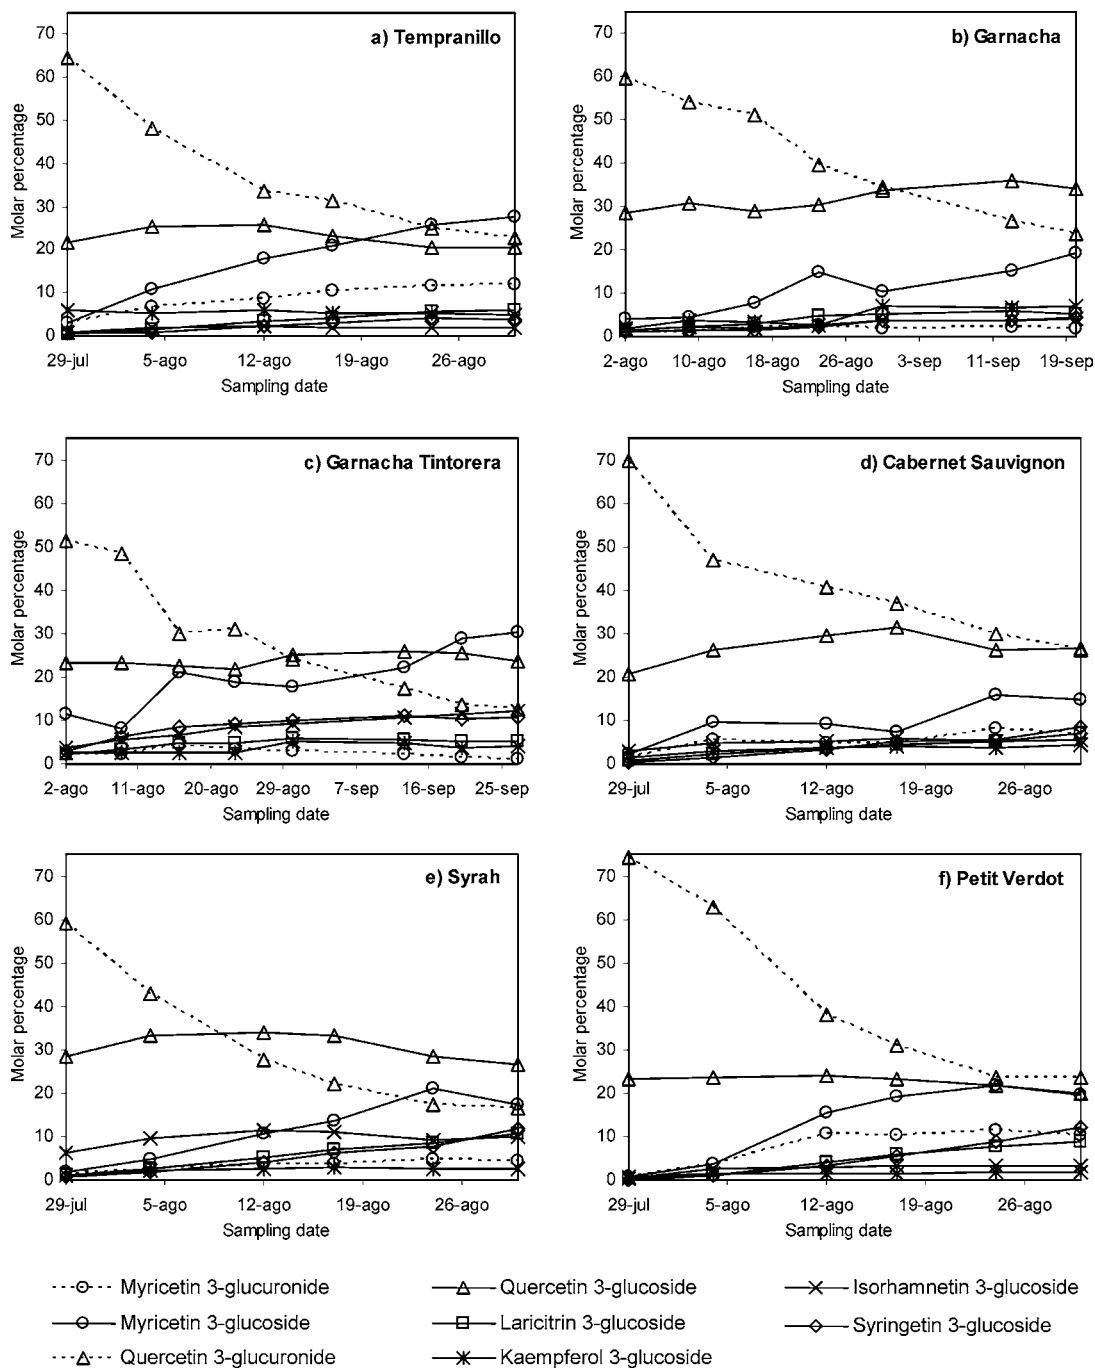 a) Tempranillo
Molar percentage
70
60
50
40
30
20
10
0
29-jul 5-ago 12-ago 19-ago 26-ago
Sampling date
b) Garnacha
Molar percentage
70
60
50
40
30
20
10
0
2-ago 10-ago 18-ago 26-ago 3-sep 11-sep 19-sep
Sampling date
c) Garnacha Tintorera
Molar percentage
70
60
50
40
30
20
10
0
2-ago 11-ago 20-ago 29-ago 7-sep 16-sep 25-sep
Sampling date
d) Cabernet Sauvignon
Molar percentage
70
60
50
40
30
20
10
0
29-jul 5-ago 12-ago 19-ago 26-ago
Sampling date
e) Syrah
Molar percentage
70
60
50
40
30
20
10
0
29-jul 5-ago 12-ago 19-ago 26-ago
Sampling date
f) Petit Verdot
Molar percentage
70
60
50
40
30
20
10
0
29-jul 5-ago 12-ago 19-ago 26-ago
Sampling date
Myricetin 3-glucuronide
Quercetin 3-glucoside
Isorhamnetin 3-glucoside
Myricetin 3-glucoside
Laricitrin 3-glucoside
Syringetin 3-glucoside
Quercetin 3-glucuronide
Kaempferol 3-glucoside